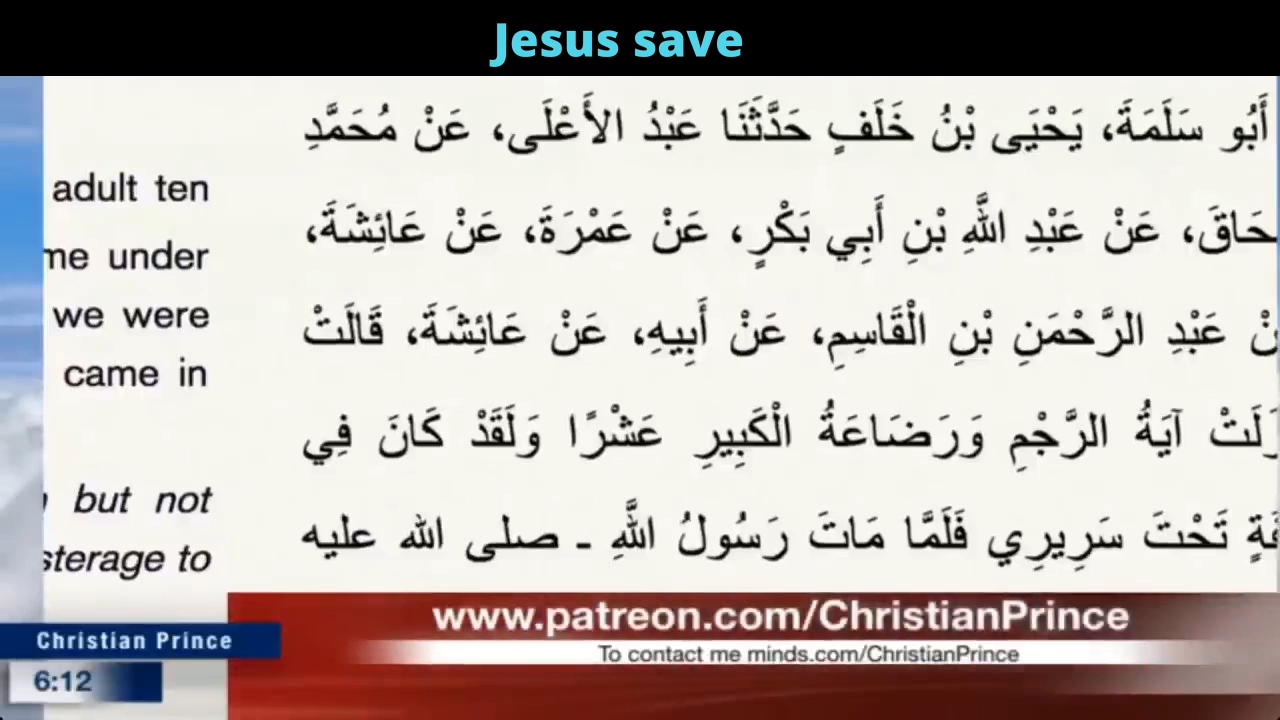 Jesus save
أَبُو سَلَمَةَ، يَحْيَى بْنُ خَلَفٍ حَدَّثَنَا عَبْدُ الأَعْلَى، عَنْ مُحَمَّدِ
حَاقَ، عَنْ عَبْدِ اللَّهِ بْنِ أَبِي بَكْرٍ، عَنْ عَمْرَةَ، عَنْ عَائِشَةَ،
نْ عَبْدِ الرَّحْمَنِ بْنِ الْقَاسِمِ، عَنْ أَبِيهِ، عَنْ عَائِشَةَ، قَالَتْ
زَلَتْ آيَةُ الرَّجْمِ وَرَضَاعَةُ الْكَبِيرِ عَشْرًا وَلَقَدْ كَانَ فِي
فَةٍ تَحْتَ سَرِيرِي فَلَمَّا مَاتَ رَسُولُ اللَّهِ ـ صلى الله عليه
adult ten
me under
we were
came in
but not
sterage to
www.patreon.com/ChristianPrince
To contact me minds.com/ChristianPrince
Christian Prince
6:12